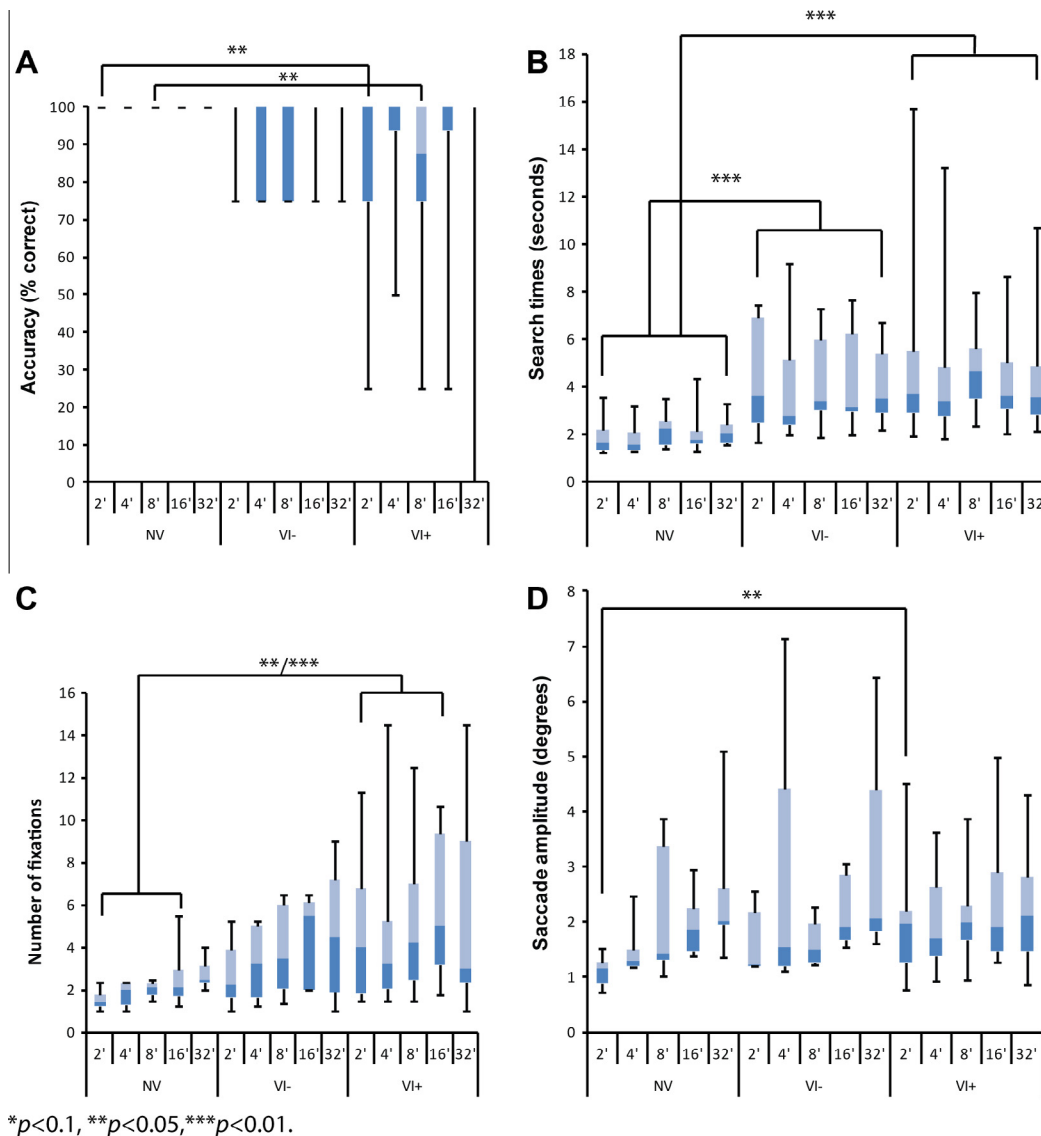 A
**
**
Accuracy (% correct)
100
90
80
70
60
50
40
30
20
10
0
2' 4' 8' 16' 32' 2' 4' 8' 16' 32' 2' 4' 8' 16' 32'
NV VI- VI+
B
***
***
Search times (seconds)
18
16
14
12
10
8
6
4
2
0
2' 4' 8' 16' 32' 2' 4' 8' 16' 32' 2' 4' 8' 16' 32'
NV VI- VI+
C
**/***
Number of fixations
16
14
12
10
8
6
4
2
0
2' 4' 8' 16' 32' 2' 4' 8' 16' 32' 2' 4' 8' 16' 32'
NV VI- VI+
D
**
Saccade amplitude (degrees)
8
7
6
5
4
3
2
1
0
2' 4' 8' 16' 32' 2' 4' 8' 16' 32' 2' 4' 8' 16' 32'
NV VI- VI+
*p<0.1, **p<0.05,***p<0.01.